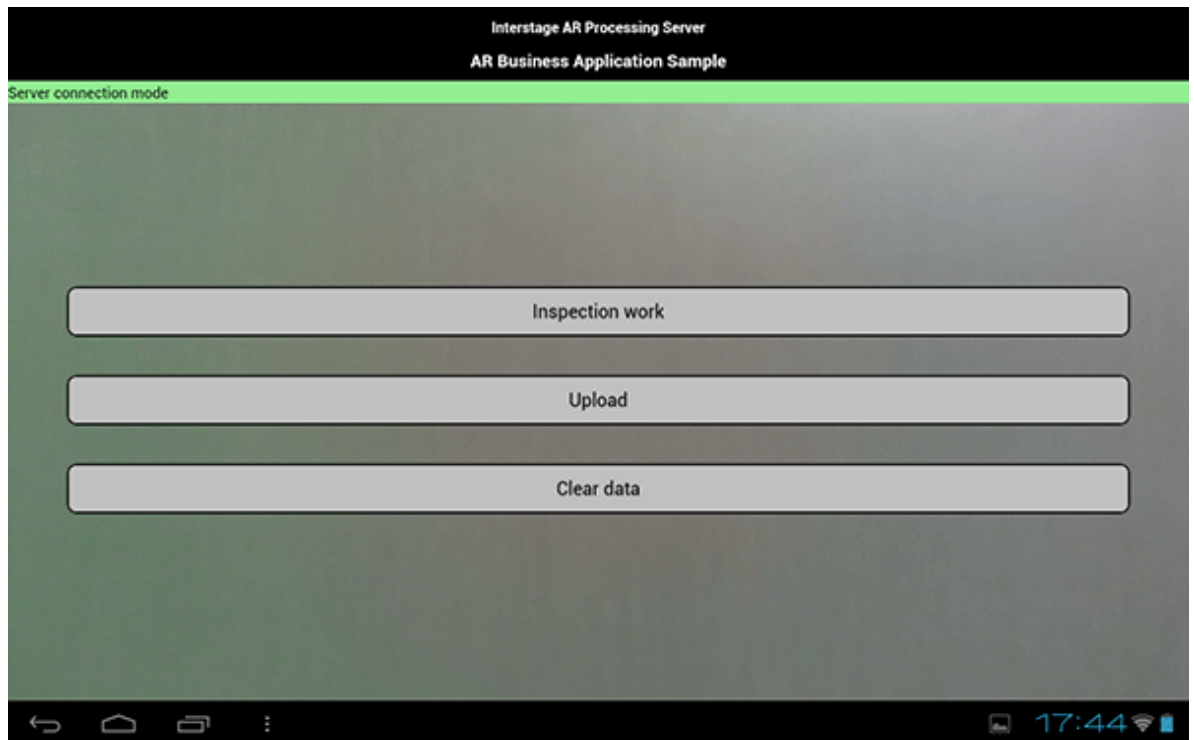 Interstage AR Processing Server
AR Business Application Sample
Server connection mode
Inspection work
Upload
Clear data
17:44